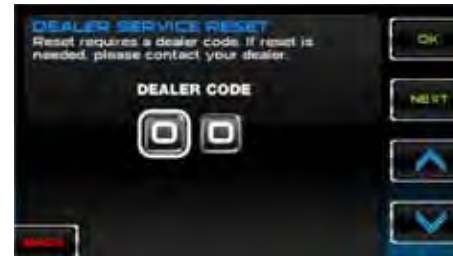 DEALER SERVICE RESET
Reset requires a dealer code. If reset is
needed, please contact your dealer.
DEALER CODE
0 0
OK
NEXT
BACK